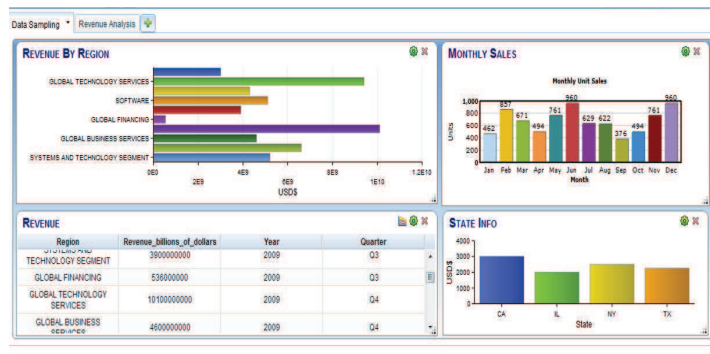 Data Sampling
Revenue Analysis
REVENUE BY REGION
GLOBAL TECHNOLOGY SERVICES
SOFTWARE
GLOBAL FINANCING
GLOBAL BUSINESS SERVICES
SYSTEMS AND TECHNOLOGY SEGMENT
0E0 2E9 4E9 6E9 8E9 1E10 1.2E10
USD$
MONTHLY SALES
Monthly Unit Sales
Units
1,000
800
600
400
200
0
462 837 671 494 761 960 629 622 376 494 761 960
Jan Feb Mar Apr May Jun Jul Aug Sep Oct Nov Dec
Month
REVENUE
Region Revenue_billions_of_dollars Year Quarter
SYSTEMS AND
TECHNOLOGY SEGMENT 3900000000 2009 Q3
GLOBAL FINANCING 536000000 2009 Q3
GLOBAL TECHNOLOGY
SERVICES 10100000000 2009 Q4
GLOBAL BUSINESS
SERVICES 4600000000 2009 Q4
STATE INFO
USD$
4000
3000
2000
1000
0
CA IL NY TX
State